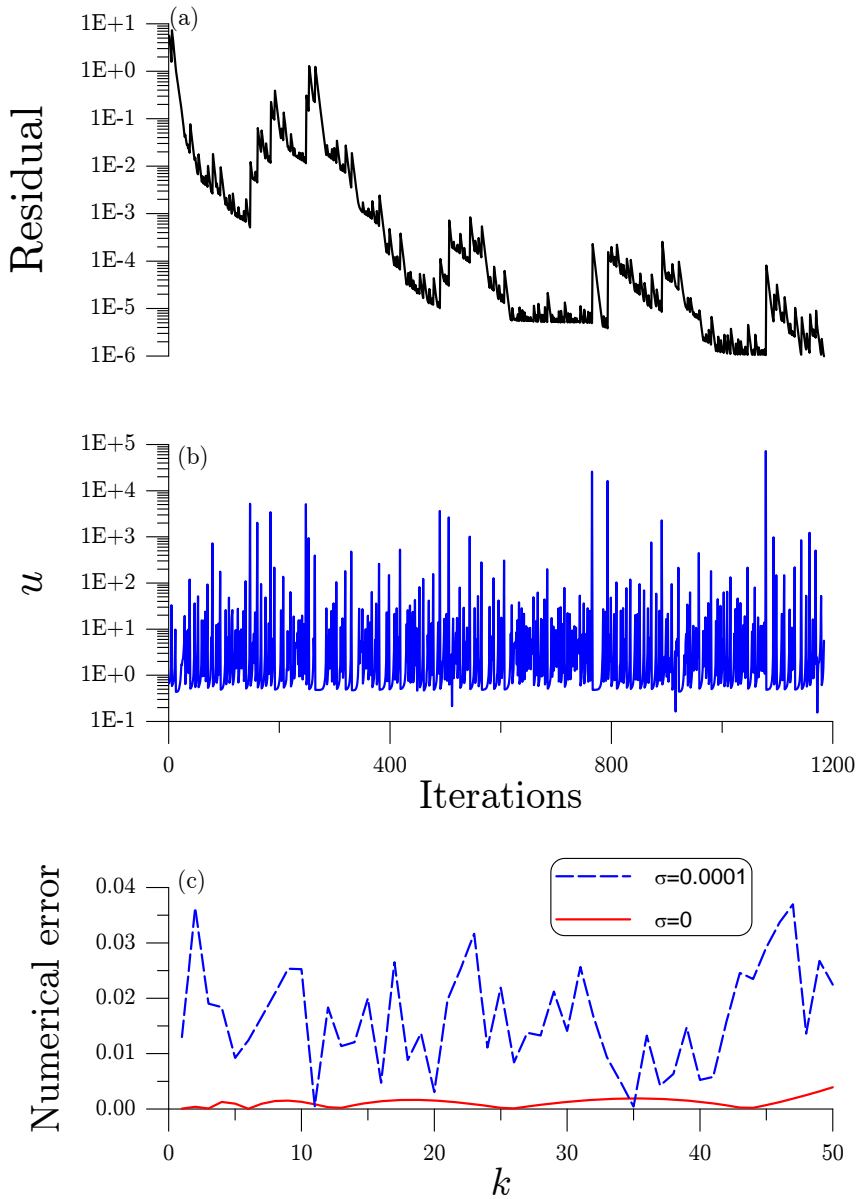 (a)
1E+1
1E+0
1E-1
1E-2
1E-3
1E-4
1E-5
1E-6
Residual
(b)
1E+5
1E+4
1E+3
1E+2
1E+1
1E+0
1E-1
u
0 400 800 1200
Iterations
(c)
0.04
0.03
0.02
0.01
0.00
Numerical error
σ=0.0001
σ=0
0 10 20 30 40 50
k